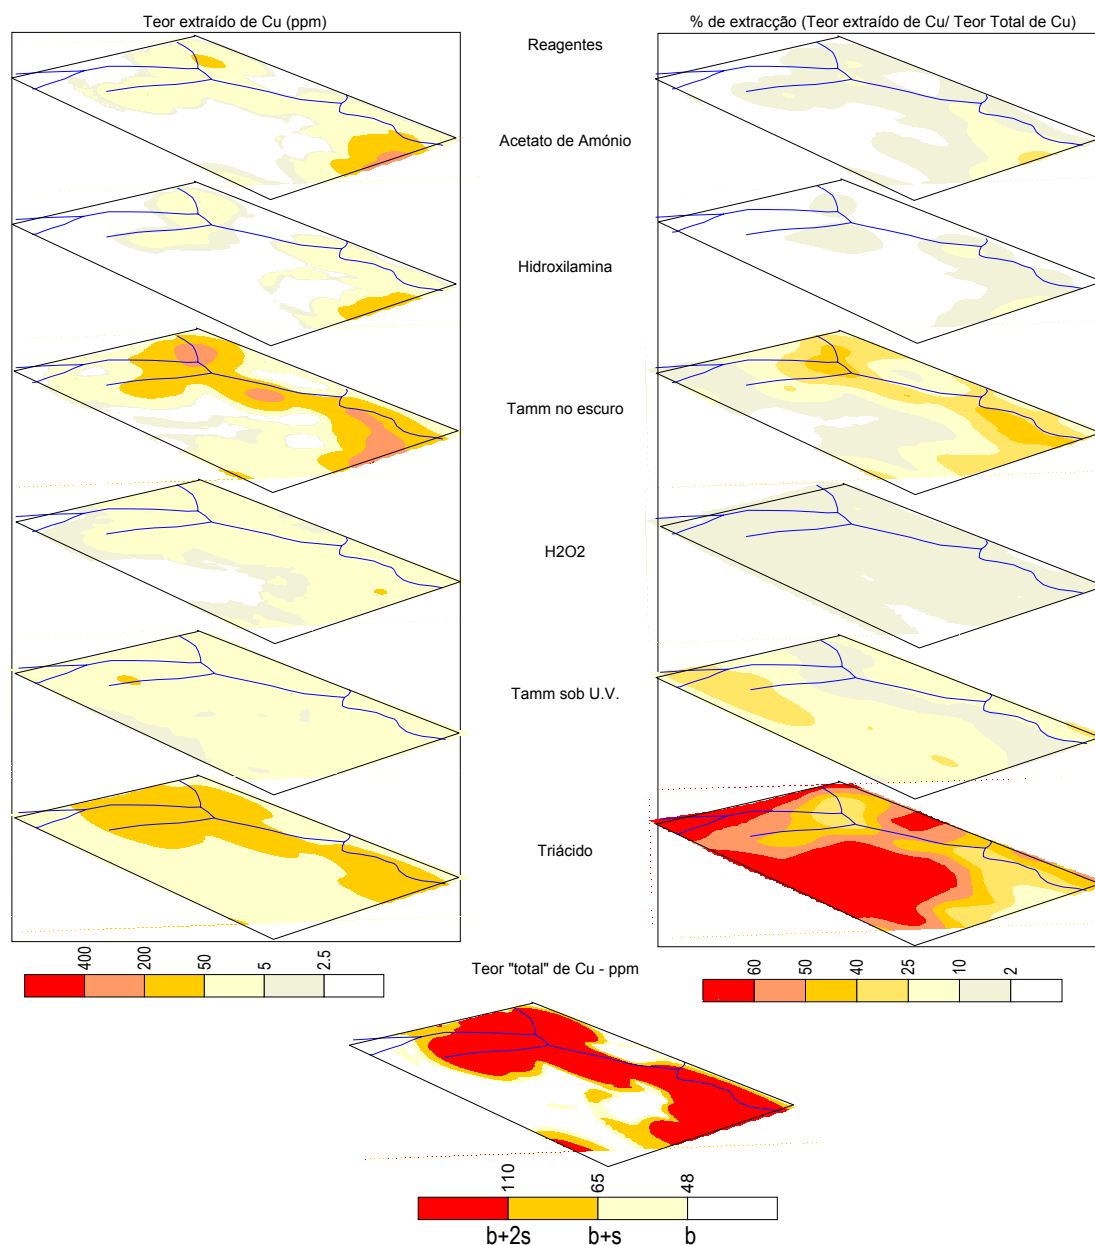 Teor extraído de Cu (ppm)
% de extracção (Teor extraído de Cu/ Teor Total de Cu)
Reagentes
Acetato de Amónio
Hidroxilamina
Tamm no escuro
H2O2
Tamm sob U.V.
Triácido
400 200 50 5 2.5
60 50 40 25 10 2
Teor "total" de Cu - ppm
110 65 48
b+2s b+s b